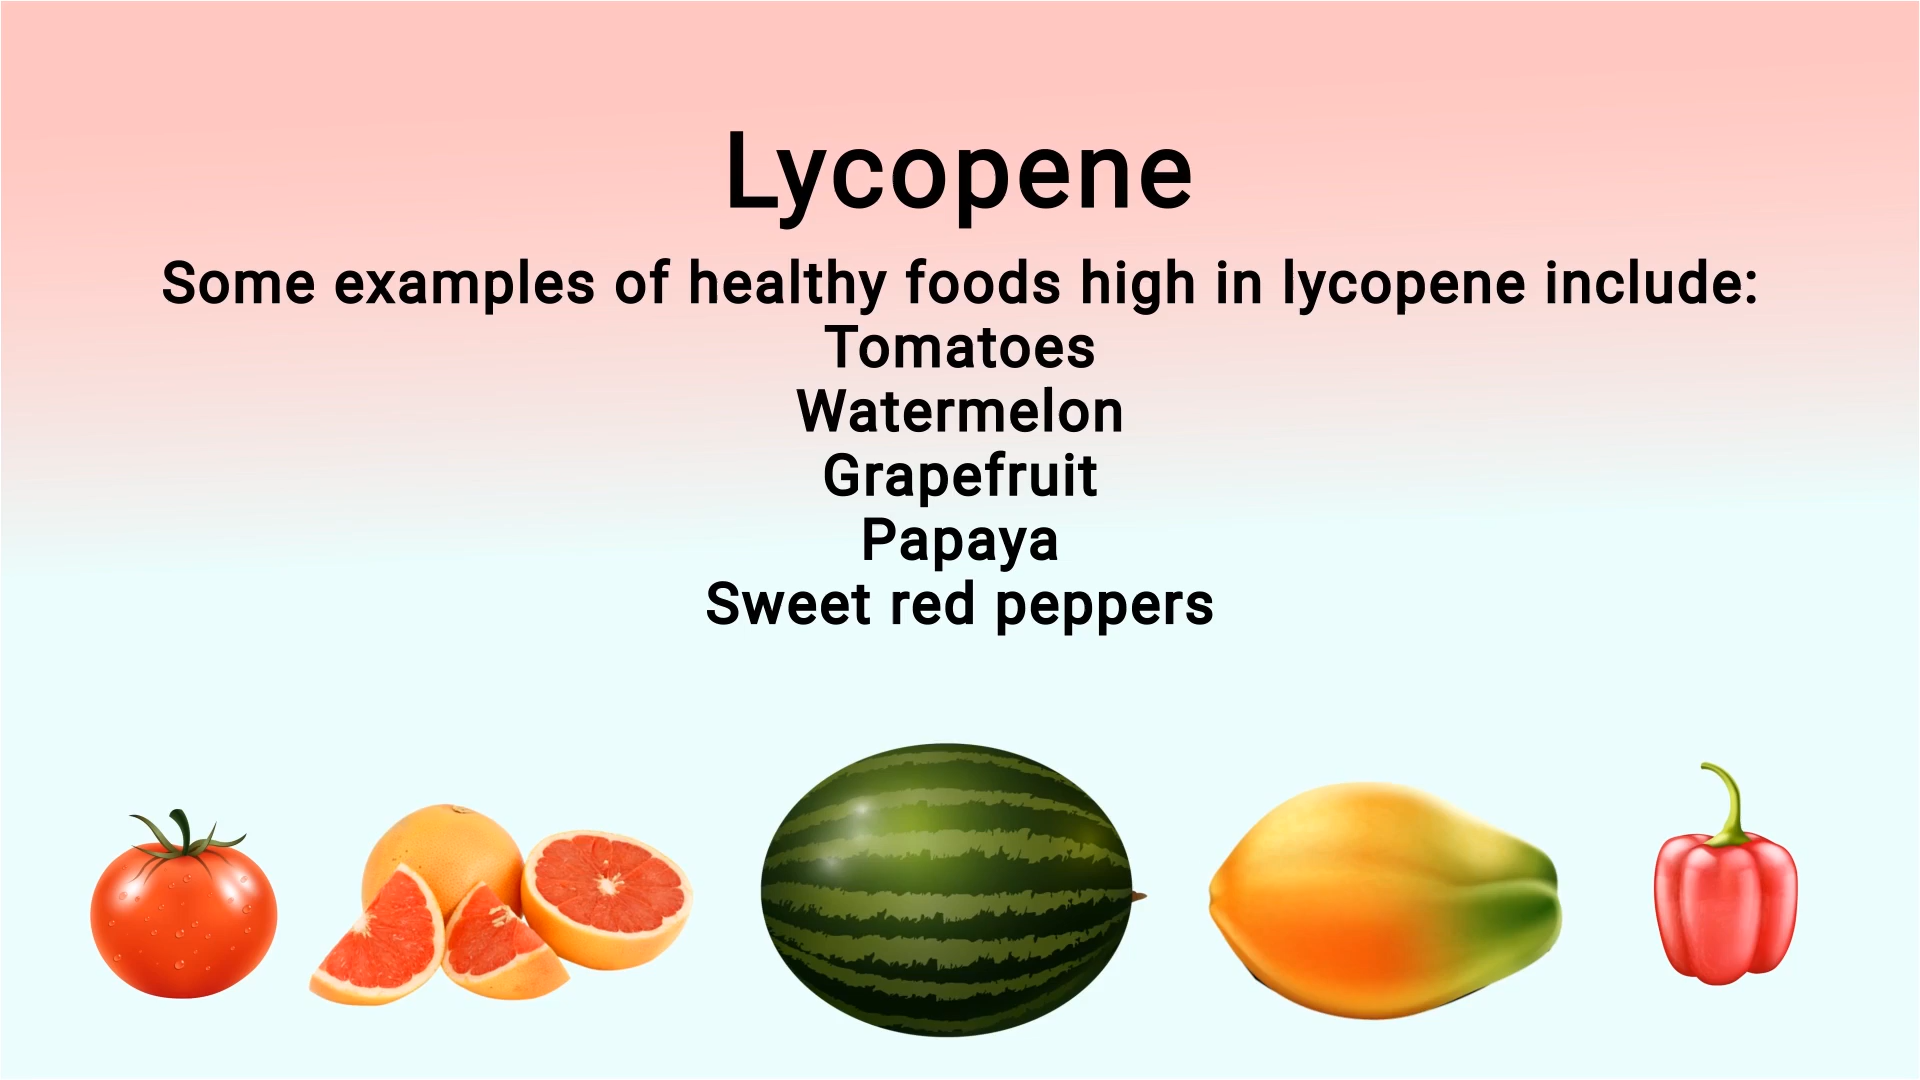 Lycopene
Some examples of healthy foods high in lycopene include:
Tomatoes
Watermelon
Grapefruit
Papaya
Sweet red peppers